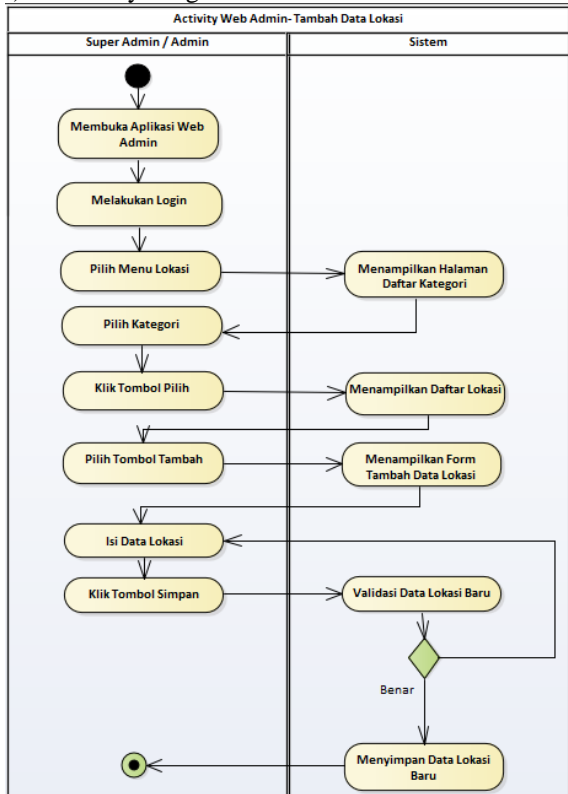 Activity Web Admin-Tambah Data Lokasi
Super Admin / Admin
Sistem
Membuka Aplikasi Web
Admin
Melakukan Login
Pilih Menu Lokasi
Menampilkan Halaman
Daftar Kategori
Pilih Kategori
Klik Tombol Pilih
Menampilkan Daftar Lokasi
Pilih Tombol Tambah
Menampilkan Form
Tambah Data Lokasi
Isi Data Lokasi
Klik Tombol Simpan
Validasi Data Lokasi Baru
Benar
Menyimpan Data Lokasi
Baru